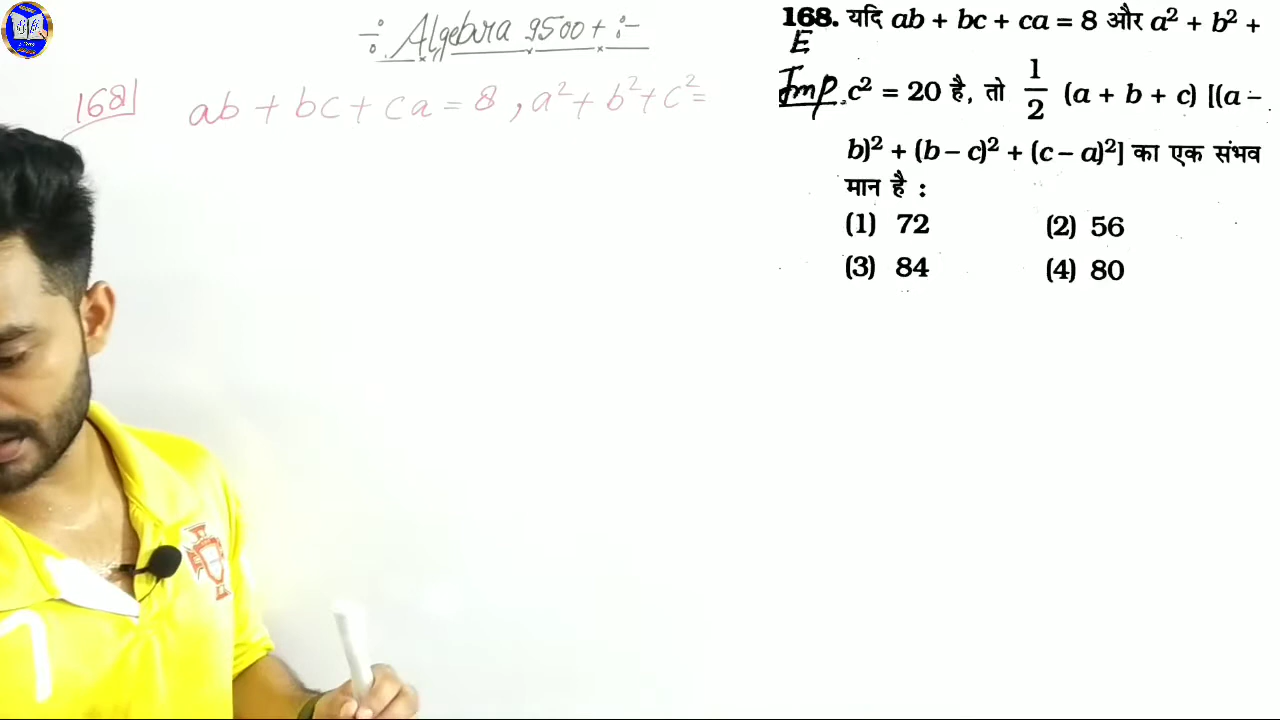 ÷ Algebra 9500+ :-
168 ab + bc + ca = 8 , a² + b² + c² =
168. यदि ab + bc + ca = 8 और a² + b² +
E
Imp. c² = 20 है, तो 1/2 (a + b + c) [(a –
b)² + (b – c)² + (c – a)²] का एक संभव
मान है :
(1) 72 (2) 56
(3) 84 (4) 80